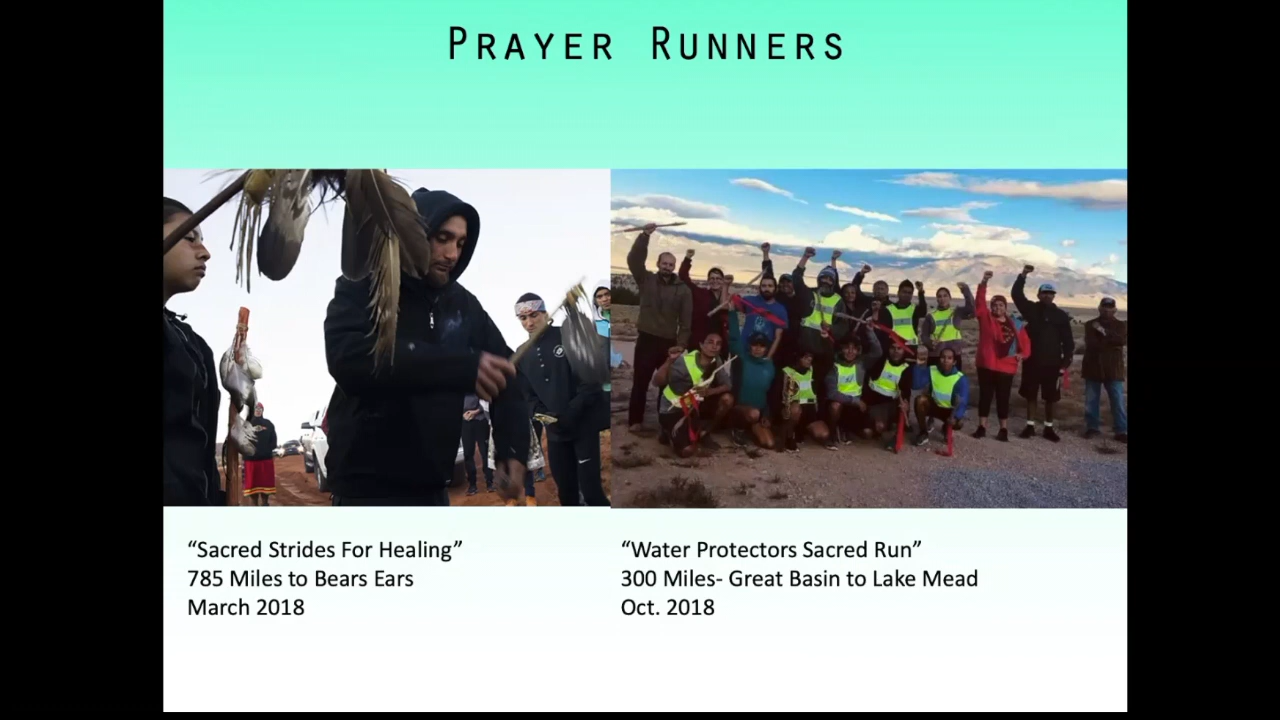 PRAYER RUNNERS
“Sacred Strides For Healing”
785 Miles to Bears Ears
March 2018
“Water Protectors Sacred Run”
300 Miles- Great Basin to Lake Mead
Oct. 2018